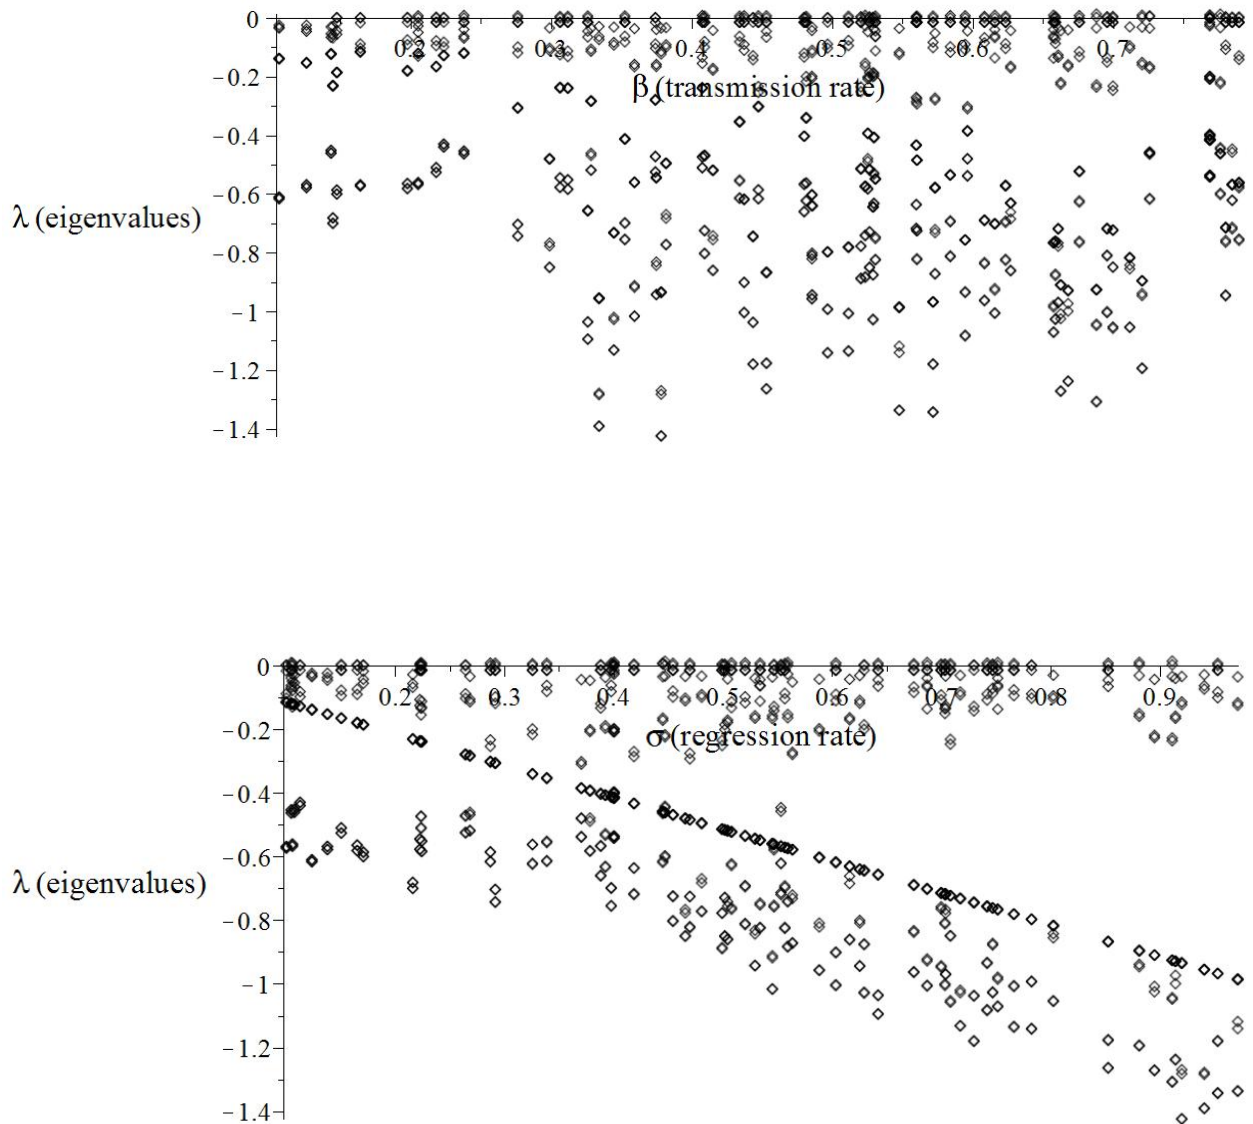 0
0.2 0.3 0.4 0.5 0.6 0.7
−0.2
β (transmission rate)
−0.4
−0.6
λ (eigenvalues)
−0.8
−1
−1.2
−1.4
0
0.2 0.3 0.4 0.5 0.6 0.7 0.8 0.9
−0.2
σ (regression rate)
−0.4
−0.6
λ (eigenvalues)
−0.8
−1
−1.2
−1.4